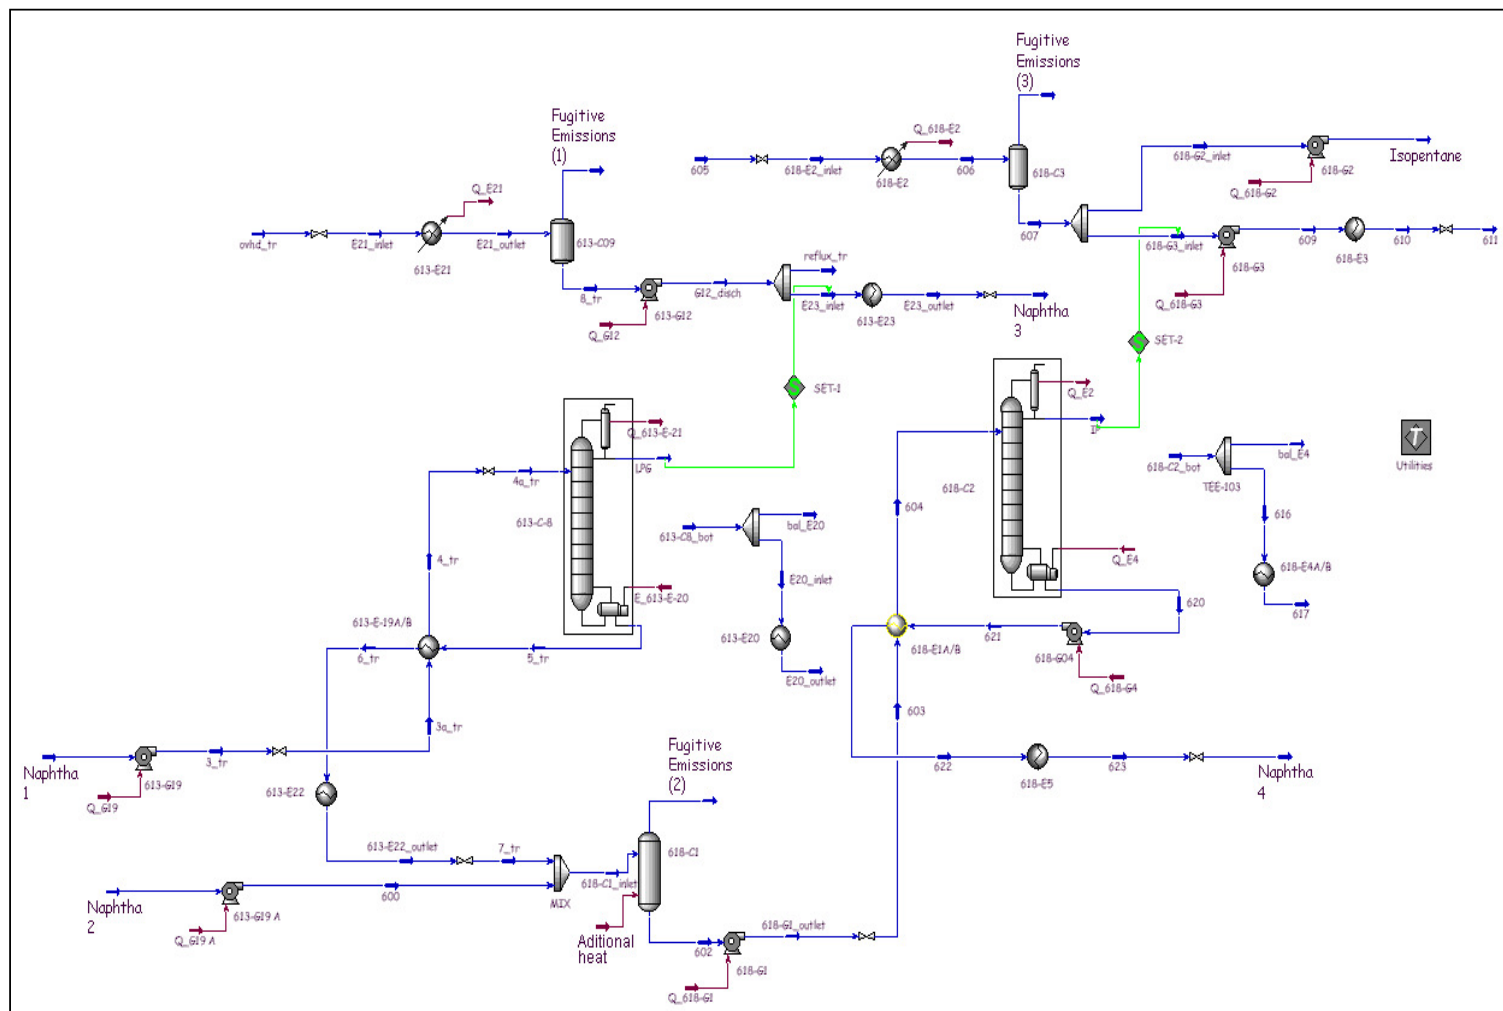 Fugitive
Emissions
(3)
Q_618-E2
605
618-E2_inlet
618-E2
606
618-C3
618-G2_inlet
Isopentane
618-G2
Q_618-G2
607
618-G3_inlet
618-G3
Q_618-G3
609
618-E3
610
611
Fugitive
Emissions
(1)
Q_E21
ovhd_tr
E21_inlet
613-E21
E21_outlet
613-C09
8_tr
613-G12
Q_G12
G12_disch
reflux_tr
E23_inlet
613-E23
E23_outlet
Naphtha
3
S
SET-1
S
SET-2
Q_613-E-21
LPG
4a_tr
613-C-8
4_tr
E_613-E-20
613-E-19A/B
6_tr
5_tr
3a_tr
613-C8_bot
bal_E20
E20_inlet
613-E20
E20_outlet
Q_E2
IP
618-C2
604
Q_E4
620
621
618-E1A/B
618-G04
Q_618-G4
603
618-C2_bot
bal_E4
TEE-103
616
618-E4A/B
617
T
Utilities
Naphtha
1
613-G19
Q_G19
3_tr
613-E22
613-E22_outlet
7_tr
Naphtha
2
613-G19 A
Q_G19 A
600
MIX
618-C1_inlet
Fugitive
Emissions
(2)
618-C1
Aditional
heat
602
618-G1
Q_618-G1
618-G1_outlet
622
618-E5
623
Naphtha
4